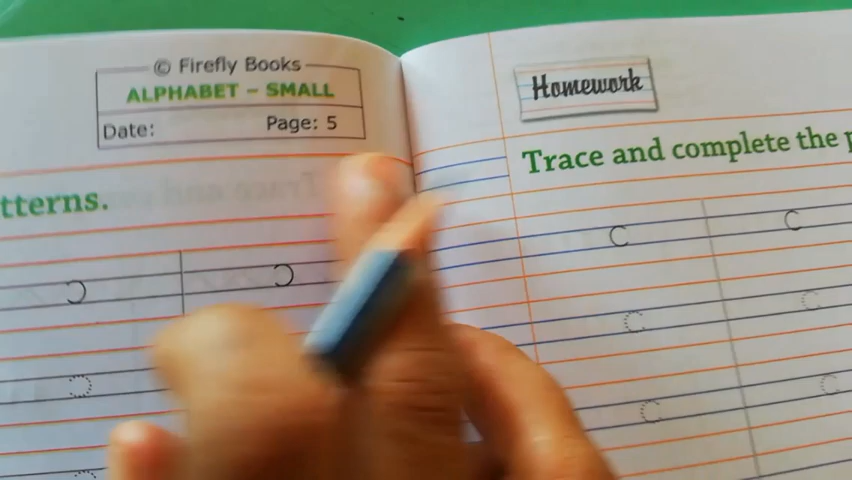 © Firefly Books
ALPHABET – SMALL
Date: Page: 5
tterns.
Homework
Trace and complete the p
c c
c c
c c